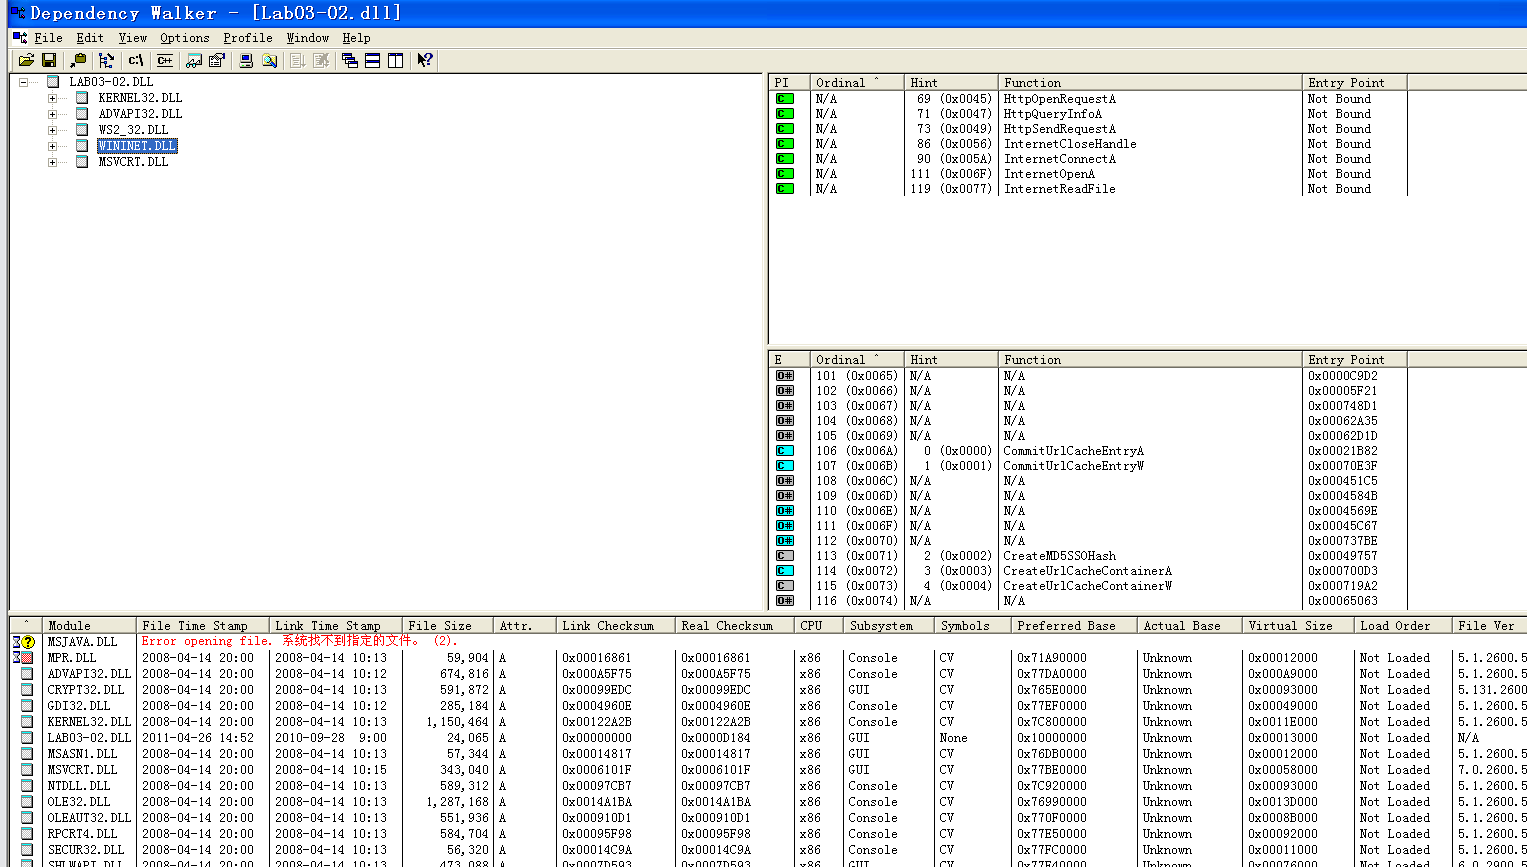 Dependency Walker - [Lab03-02.dll]
File Edit View Options Profile Window Help
C:\ C++
LAB03-02.DLL
KERNEL32.DLL
ADVAPI32.DLL
WS2_32.DLL
WININET.DLL
MSVCRT.DLL
PI Ordinal ^ Hint Function Entry Point
C N/A 69 (0x0045) HttpOpenRequestA Not Bound
C N/A 71 (0x0047) HttpQueryInfoA Not Bound
C N/A 73 (0x0049) HttpSendRequestA Not Bound
C N/A 86 (0x0056) InternetCloseHandle Not Bound
C N/A 90 (0x005A) InternetConnectA Not Bound
C N/A 111 (0x006F) InternetOpenA Not Bound
C N/A 119 (0x0077) InternetReadFile Not Bound
E Ordinal ^ Hint Function Entry Point
O# 101 (0x0065) N/A N/A 0x0000C9D2
O# 102 (0x0066) N/A N/A 0x00005F21
O# 103 (0x0067) N/A N/A 0x000748D1
O# 104 (0x0068) N/A N/A 0x00062A35
O# 105 (0x0069) N/A N/A 0x00062D1D
C 106 (0x006A) 0 (0x0000) CommitUrlCacheEntryA 0x00021B82
C 107 (0x006B) 1 (0x0001) CommitUrlCacheEntryW 0x00070E3F
O# 108 (0x006C) N/A N/A 0x000451C5
O# 109 (0x006D) N/A N/A 0x0004584B
O# 110 (0x006E) N/A N/A 0x0004569E
O# 111 (0x006F) N/A N/A 0x00045C67
O# 112 (0x0070) N/A N/A 0x000737BE
C 113 (0x0071) 2 (0x0002) CreateMD5SSOHash 0x00049757
C 114 (0x0072) 3 (0x0003) CreateUrlCacheContainerA 0x000700D3
C 115 (0x0073) 4 (0x0004) CreateUrlCacheContainerW 0x000719A2
O# 116 (0x0074) N/A N/A 0x00065063
^ Module File Time Stamp Link Time Stamp File Size Attr. Link Checksum Real Checksum CPU Subsystem Symbols Preferred Base Actual Base Virtual Size Load Order File Ver
MSJAVA.DLL Error opening file. 系统找不到指定的文件。 (2).
MPR.DLL 2008-04-14 20:00 2008-04-14 10:13 59,904 A 0x00016861 0x00016861 x86 Console CV 0x71A90000 Unknown 0x00012000 Not Loaded 5.1.2600.5
ADVAPI32.DLL 2008-04-14 20:00 2008-04-14 10:12 674,816 A 0x000A5F75 0x000A5F75 x86 Console CV 0x77DA0000 Unknown 0x000A9000 Not Loaded 5.1.2600.5
CRYPT32.DLL 2008-04-14 20:00 2008-04-14 10:13 591,872 A 0x00099EDC 0x00099EDC x86 GUI CV 0x765E0000 Unknown 0x00093000 Not Loaded 5.131.2600
GDI32.DLL 2008-04-14 20:00 2008-04-14 10:12 285,184 A 0x0004960E 0x0004960E x86 Console CV 0x77EF0000 Unknown 0x00049000 Not Loaded 5.1.2600.5
KERNEL32.DLL 2008-04-14 20:00 2008-04-14 10:13 1,150,464 A 0x00122A2B 0x00122A2B x86 Console CV 0x7C800000 Unknown 0x0011E000 Not Loaded 5.1.2600.5
LAB03-02.DLL 2011-04-26 14:52 2010-09-28 9:00 24,065 A 0x00000000 0x0000D184 x86 GUI None 0x10000000 Unknown 0x00013000 Not Loaded N/A
MSASN1.DLL 2008-04-14 20:00 2008-04-14 10:13 57,344 A 0x00014817 0x00014817 x86 GUI CV 0x76DB0000 Unknown 0x00012000 Not Loaded 5.1.2600.5
MSVCRT.DLL 2008-04-14 20:00 2008-04-14 10:15 343,040 A 0x0006101F 0x0006101F x86 GUI CV 0x77BE0000 Unknown 0x00058000 Not Loaded 7.0.2600.5
NTDLL.DLL 2008-04-14 20:00 2008-04-14 10:13 589,312 A 0x00097CB7 0x00097CB7 x86 Console CV 0x7C920000 Unknown 0x00093000 Not Loaded 5.1.2600.5
OLE32.DLL 2008-04-14 20:00 2008-04-14 10:13 1,287,168 A 0x0014A1BA 0x0014A1BA x86 Console CV 0x76990000 Unknown 0x0013D000 Not Loaded 5.1.2600.5
OLEAUT32.DLL 2008-04-14 20:00 2008-04-14 10:13 551,936 A 0x000910D1 0x000910D1 x86 Console CV 0x770F0000 Unknown 0x0008B000 Not Loaded 5.1.2600.5
RPCRT4.DLL 2008-04-14 20:00 2008-04-14 10:13 584,704 A 0x00095F98 0x00095F98 x86 Console CV 0x77E50000 Unknown 0x00092000 Not Loaded 5.1.2600.5
SECUR32.DLL 2008-04-14 20:00 2008-04-14 10:13 56,320 A 0x00014C9A 0x00014C9A x86 Console CV 0x77FC0000 Unknown 0x00011000 Not Loaded 5.1.2600.5
SHLWAPI.DLL 2008-04-14 20:00 2008-04-14 10:13 473,088 A 0x0007D593 0x0007D593 x86 GUI CV 0x77F40000 Unknown 0x00076000 Not Loaded 6.0.2900.5